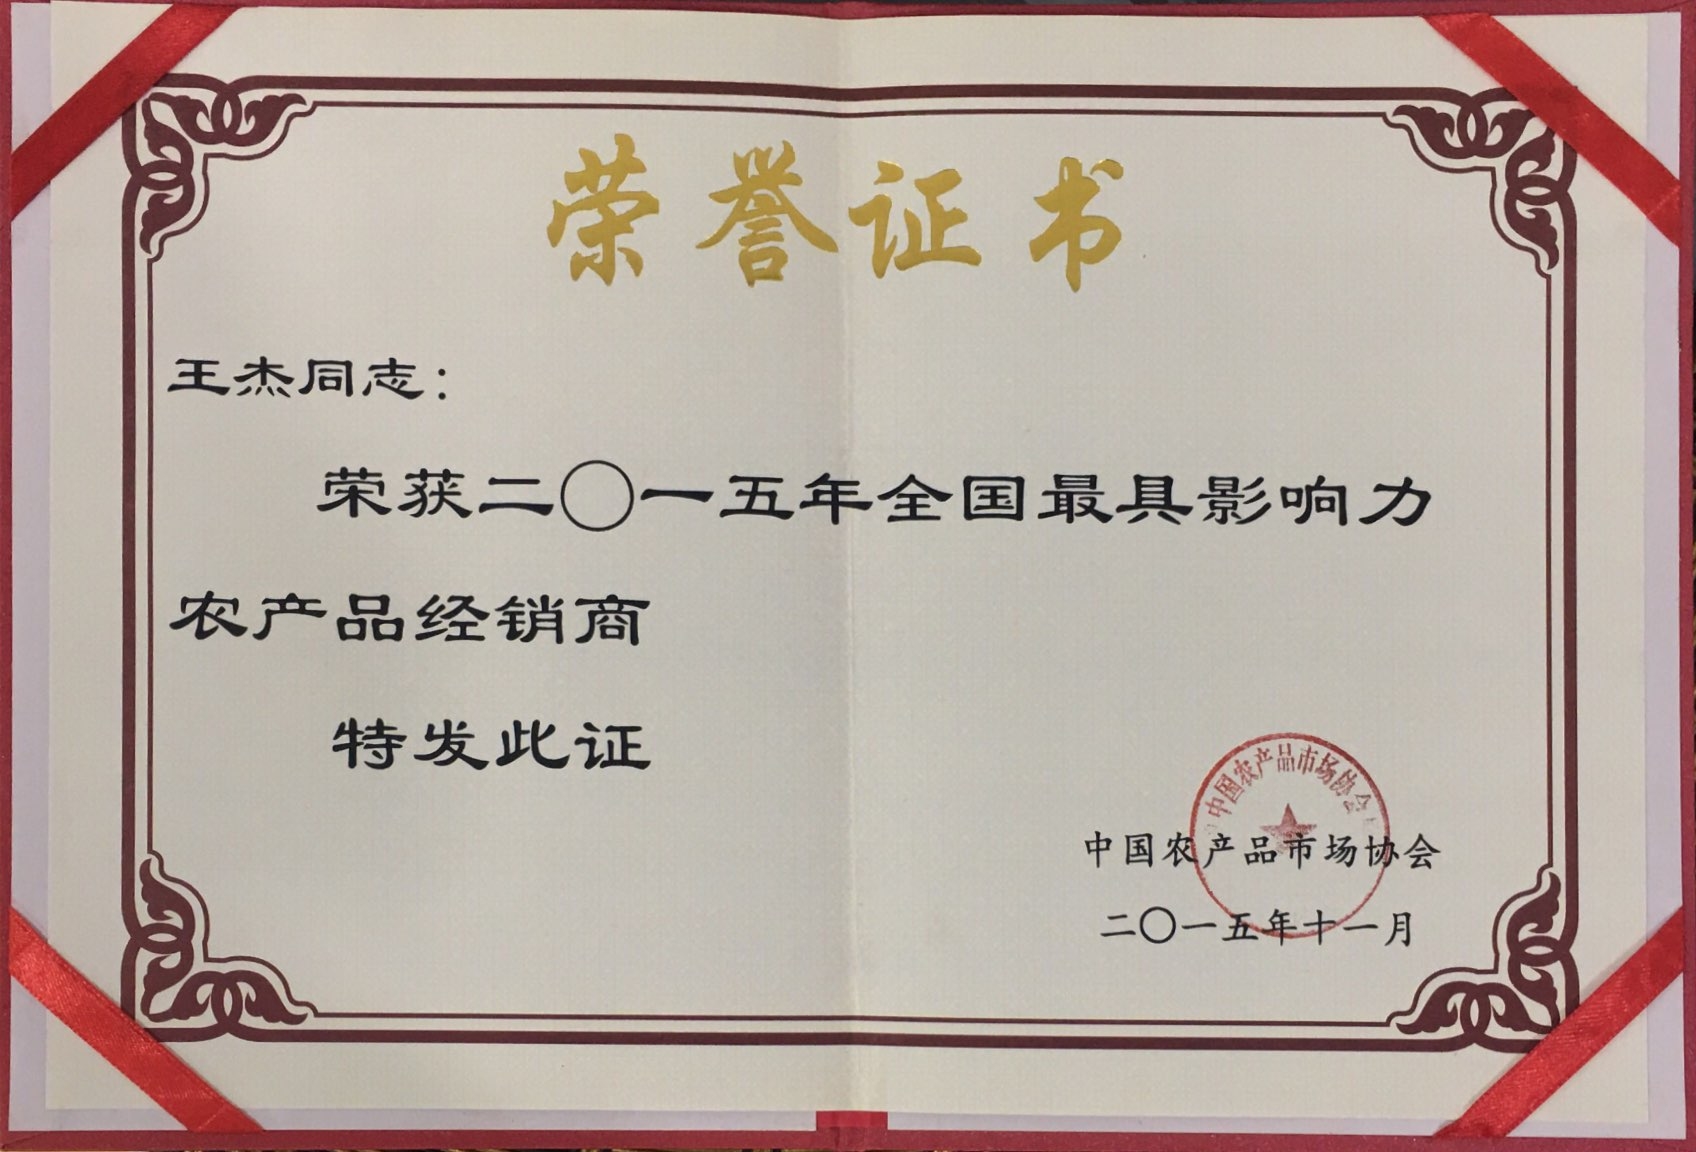 荣誉证书
王杰同志：
荣获二〇一五年全国最具影响力
农产品经销商
特发此证
中国农产品市场协会
中国农产品市场协会
二〇一五年十一月